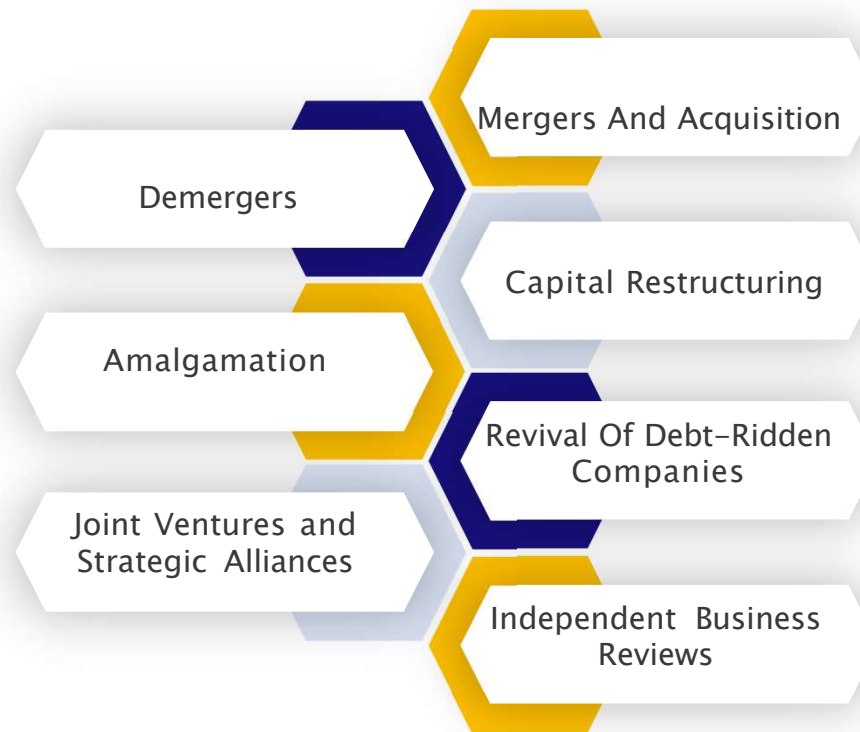 Mergers And Acquisition
Demergers
Capital Restructuring
Amalgamation
Revival Of Debt–Ridden
Companies
Joint Ventures and
Strategic Alliances
Independent Business
Reviews